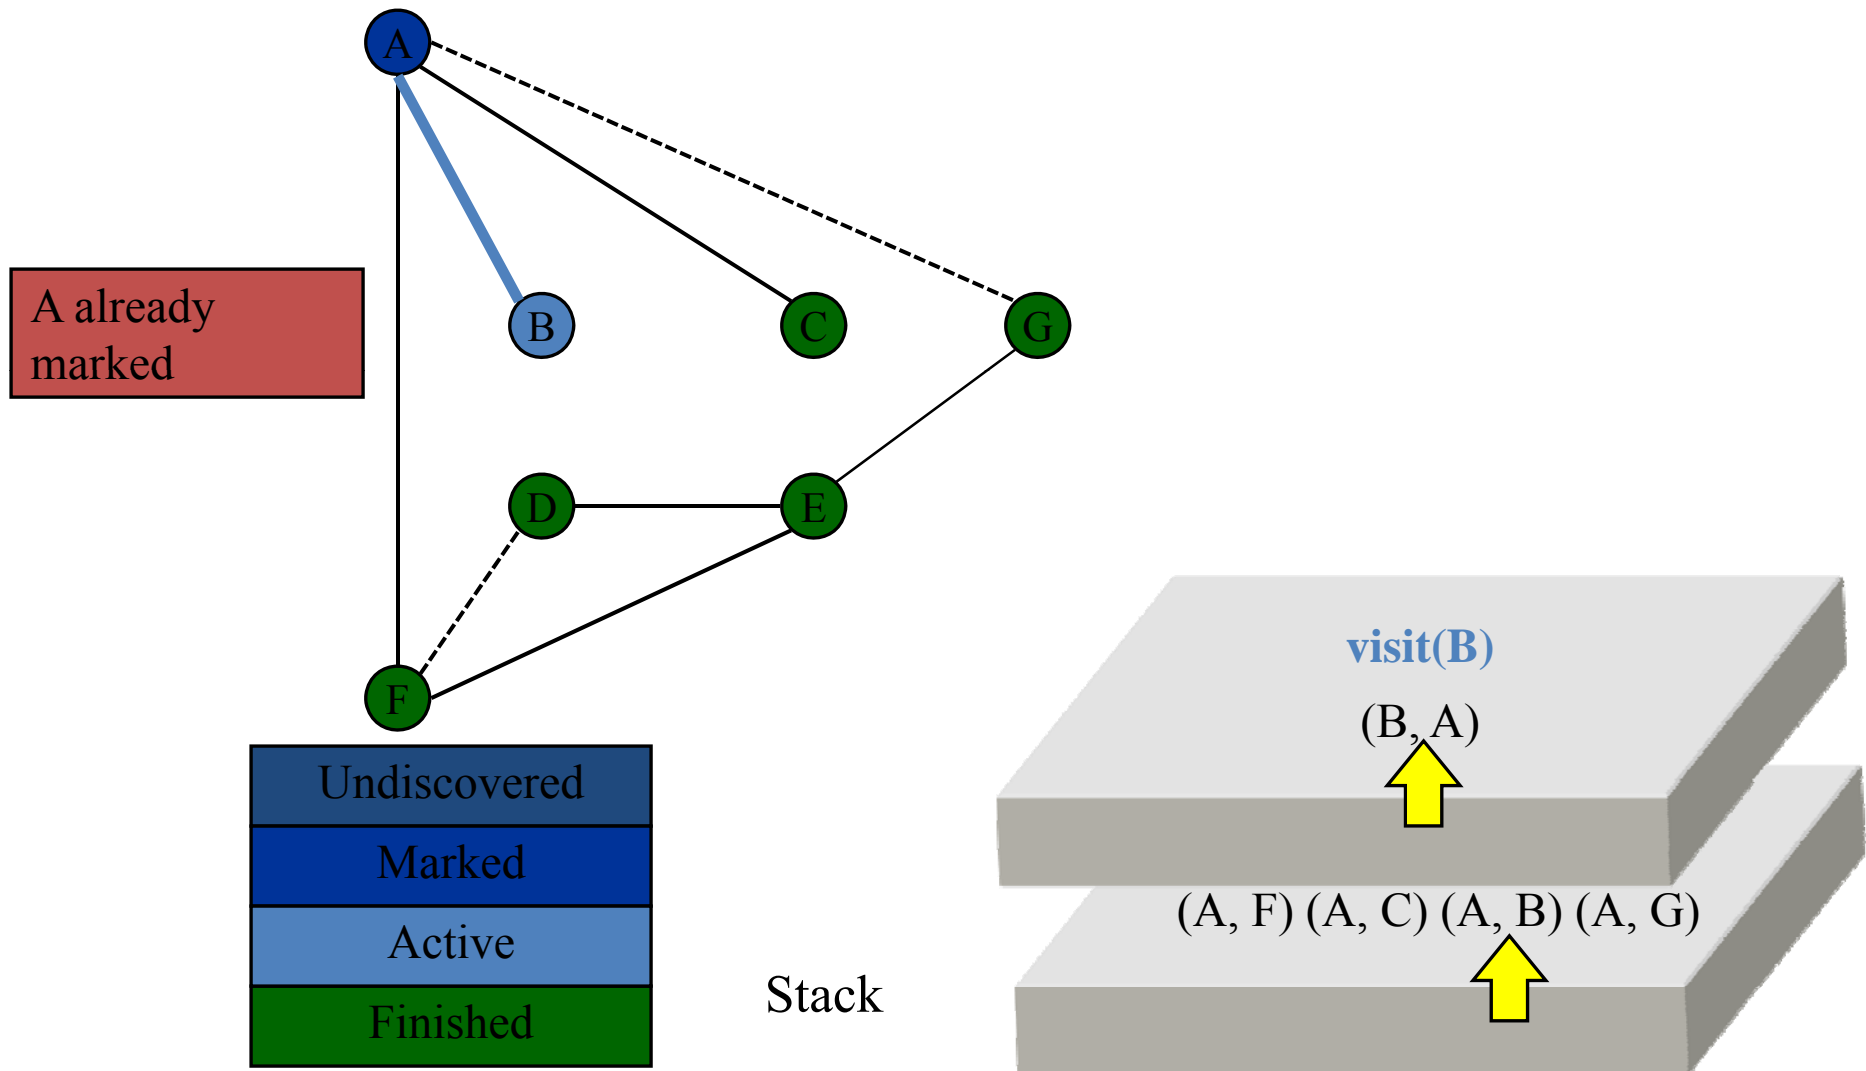 A
A already
marked
B
C
G
D
E
F
visit(B)
(B, A)
Undiscovered
Marked
Active
Finished
(A, F) (A, C) (A, B) (A, G)
Stack